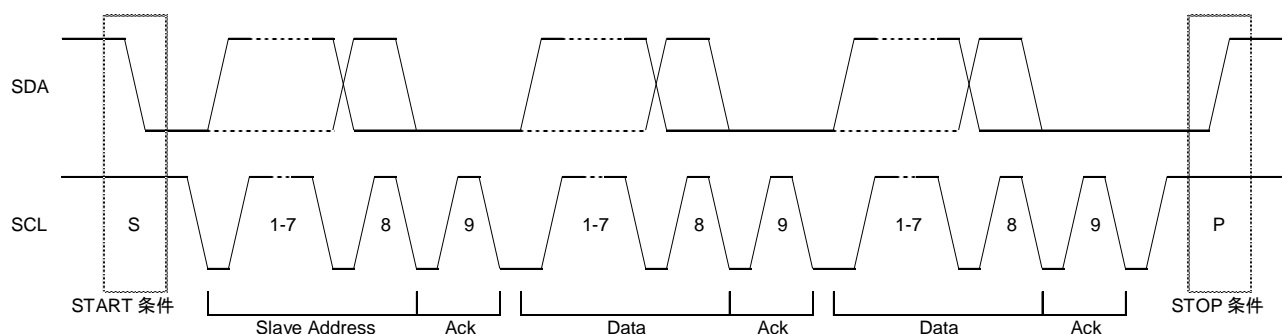 SDA
SCL S 1-7 8 9 1-7 8 9 1-7 8 9 P
START 条件 STOP 条件
Slave Address Ack Data Ack Data Ack